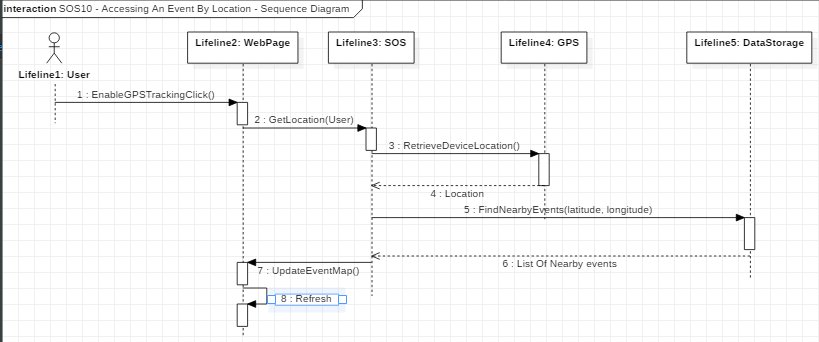 interaction SOS10 - Accessing An Event By Location - Sequence Diagram
Lifeline1: User
Lifeline2: WebPage
Lifeline3: SOS
Lifeline4: GPS
Lifeline5: DataStorage
1 : EnableGPSTrackingClick()
2 : GetLocation(User)
3 : RetrieveDeviceLocation()
4 : Location
5 : FindNearbyEvents(latitude, longitude)
6 : List Of Nearby events
7 : UpdateEventMap()
8 : Refresh